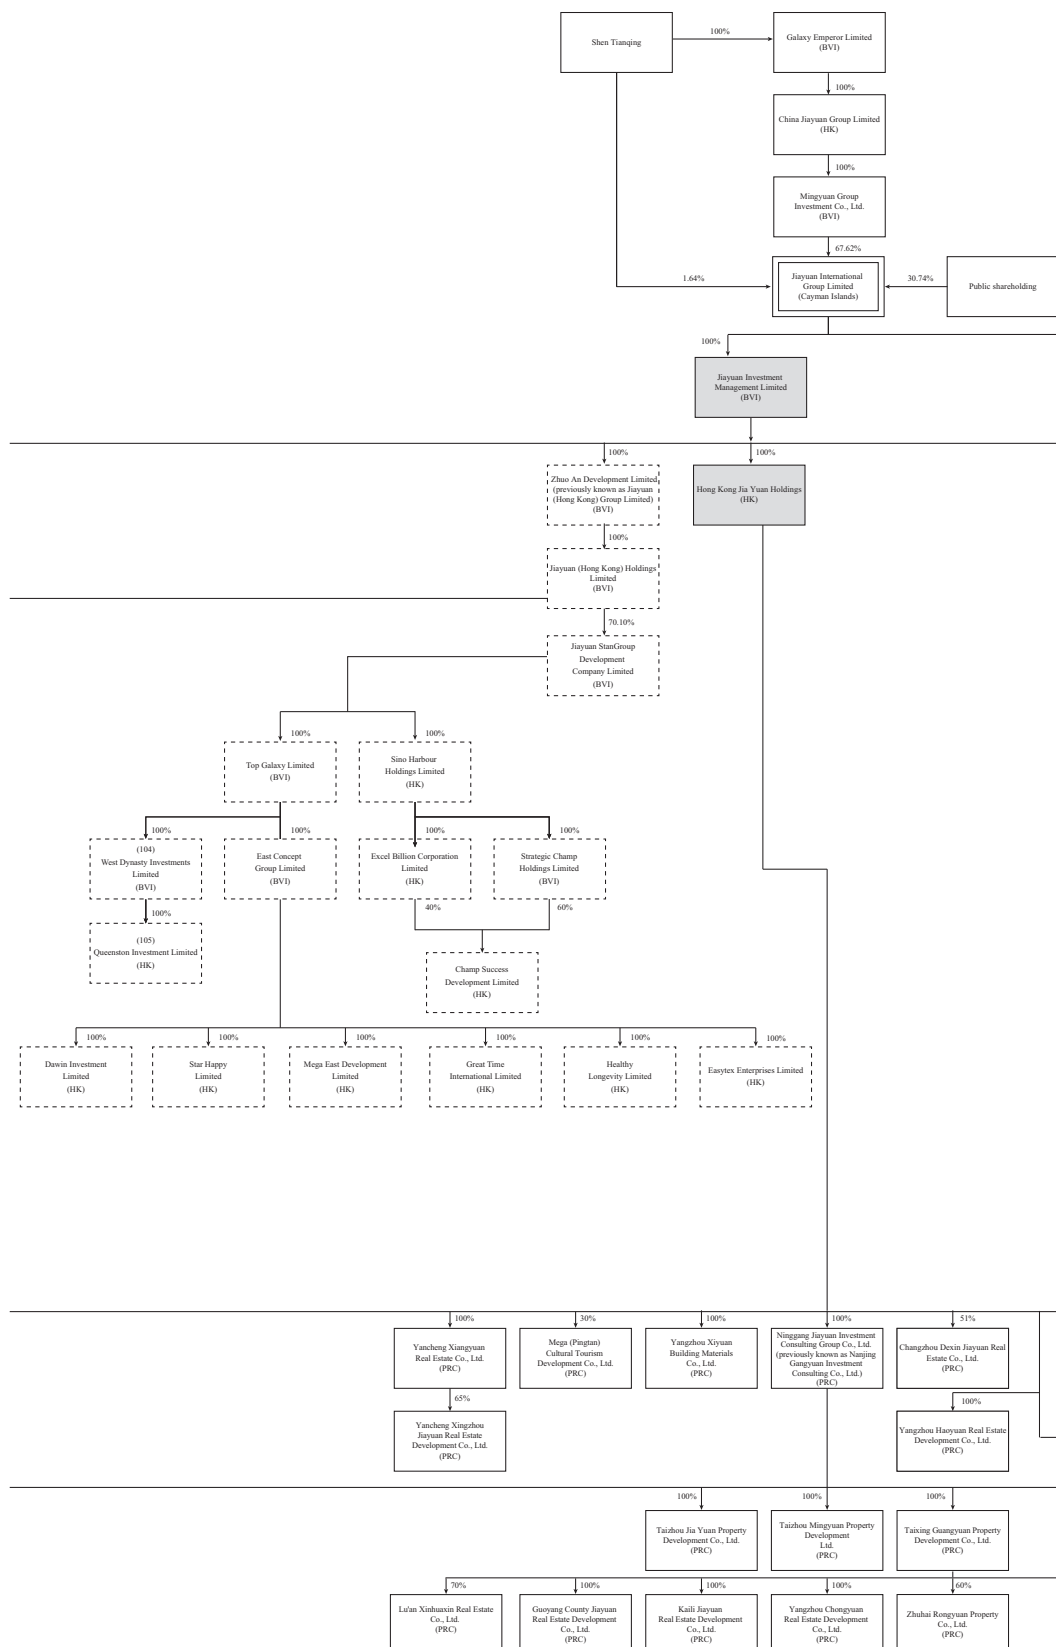 Shen Tianqing
100%
Galaxy Emperor Limited
(BVI)
100%
China Jiayuan Group Limited
(HK)
100%
Mingyuan Group
Investment Co., Ltd.
(BVI)
67.62%
1.64%
Jiayuan International
Group Limited
(Cayman Islands)
30.74%
Public shareholding
100%
Jiayuan Investment
Management Limited
(BVI)
100%
100%
Zhuo An Development Limited
(previously known as Jiayuan
(Hong Kong) Group Limited)
(BVI)
Hong Kong Jia Yuan Holdings
(HK)
100%
Jiayuan (Hong Kong) Holdings
Limited
(BVI)
70.10%
Jiayuan StanGroup
Development
Company Limited
(BVI)
100%
100%
Top Galaxy Limited
(BVI)
Sino Harbour
Holdings Limited
(HK)
100%
100%
100%
100%
(104)
West Dynasty Investments
Limited
(BVI)
East Concept
Group Limited
(BVI)
Excel Billion Corporation
Limited
(HK)
Strategic Champ
Holdings Limited
(BVI)
100%
40%
60%
(105)
Queenston Investment Limited
(HK)
Champ Success
Development Limited
(HK)
100%
100%
100%
100%
100%
100%
Dawin Investment
Limited
(HK)
Star Happy
Limited
(HK)
Mega East Development
Limited
(HK)
Great Time
International Limited
(HK)
Healthy
Longevity Limited
(HK)
Easytex Enterprises Limited
(HK)
100%
30%
100%
100%
51%
Yancheng Xiangyuan
Real Estate Co., Ltd.
(PRC)
Mega (Pingtan)
Cultural Tourism
Development Co., Ltd.
(PRC)
Yangzhou Xiyuan
Building Materials
Co., Ltd.
(PRC)
Ninggang Jiayuan Investment
Consulting Group Co., Ltd.
(previously known as Nanjing
Gangyuan Investment
Consulting Co., Ltd.)
(PRC)
Changzhou Dexin Jiayuan Real
Estate Co., Ltd.
(PRC)
65%
100%
Yancheng Xingzhou
Jiayuan Real Estate
Development Co., Ltd.
(PRC)
Yangzhou Haoyuan Real Estate
Development Co., Ltd.
(PRC)
100%
100%
100%
Taizhou Jia Yuan Property
Development Co., Ltd.
(PRC)
Taizhou Mingyuan Property
Development
Ltd.
(PRC)
Taixing Guangyuan Property
Development Co., Ltd.
(PRC)
70%
100%
100%
100%
60%
Lu'an Xinhuaxin Real Estate
Co., Ltd.
(PRC)
Guoyang County Jiayuan
Real Estate Development
Co., Ltd.
(PRC)
Kaili Jiayuan
Real Estate Development
Co., Ltd.
(PRC)
Yangzhou Chongyuan
Real Estate Development
Co., Ltd.
(PRC)
Zhuhai Rongyuan Property
Co., Ltd.
(PRC)